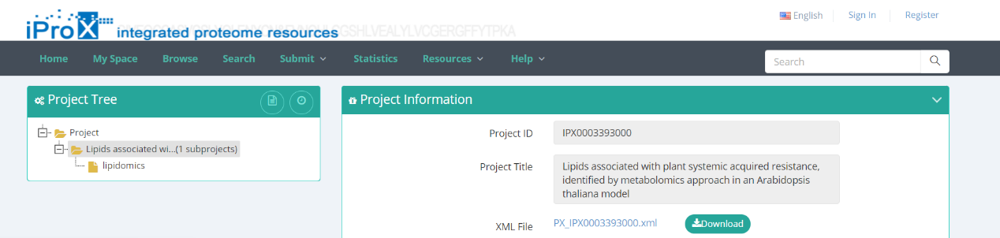 English Sign In Register
iProX integrated proteome resources GSHLVEALYLVCGERGFFYTPKA
Home My Space Browse Search Submit Statistics Resources Help Search
Project Tree
Project
Lipids associated wi...(1 subprojects)
lipidomics
Project Information
Project ID IPX0003393000
Project Title Lipids associated with plant systemic acquired resistance,
identified by metabolomics approach in an Arabidopsis
thaliana model
XML File PX_IPX0003393000.xml Download